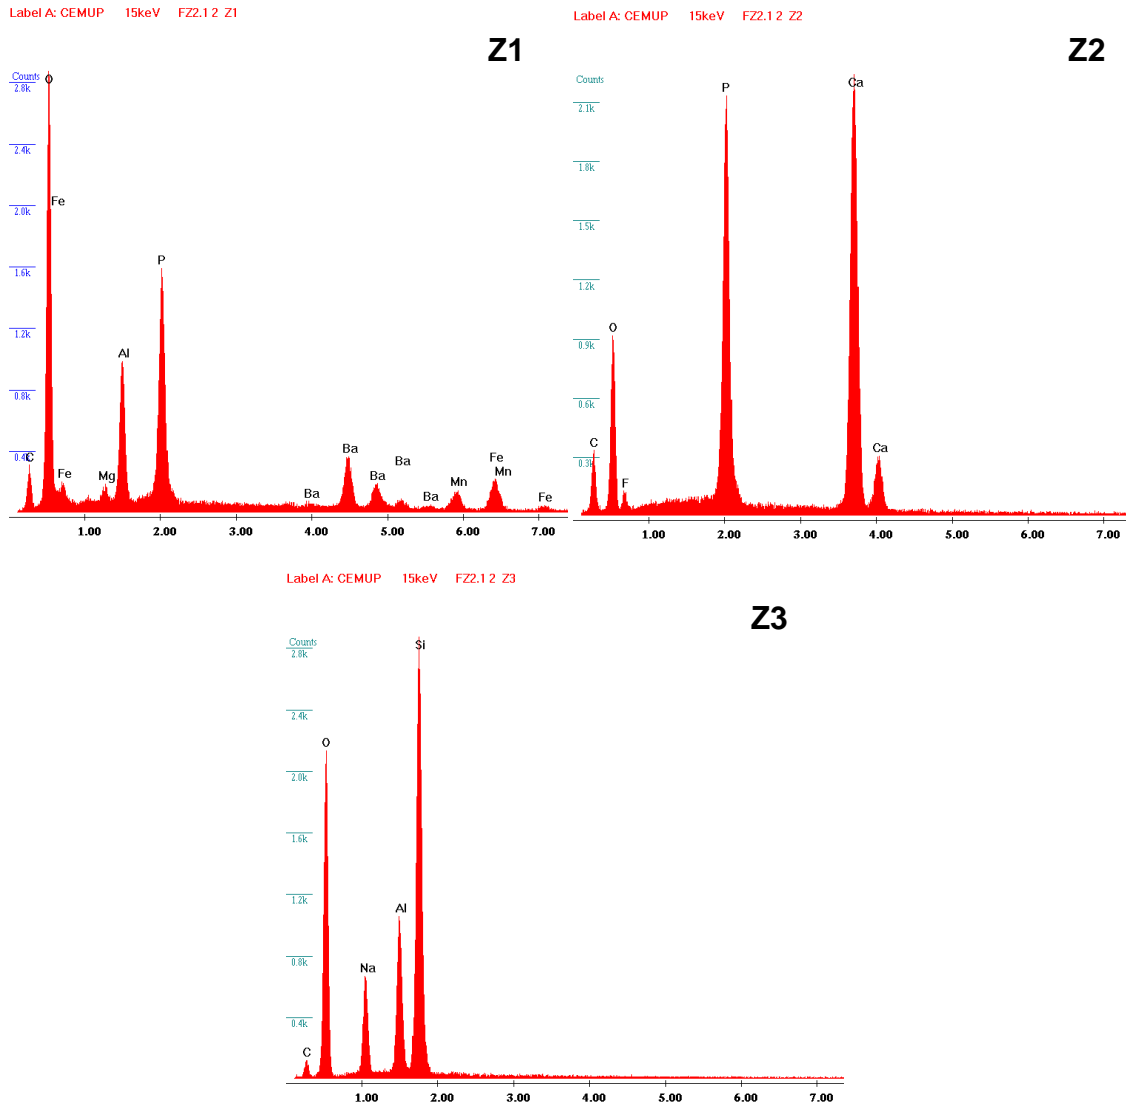 Label A: CEMUP 15keV FZ2.1 2 Z1
Z1
Counts
2.8k
O
2.4k
2.0k
Fe
1.6k
P
1.2k
Al
0.8k
0.4k
C
Fe
Mg
Ba
Ba
Ba
Ba
Ba
Mn
Fe
Mn
Fe
1.00 2.00 3.00 4.00 5.00 6.00 7.00
Label A: CEMUP 15keV FZ2.1 2 Z2
Z2
Counts
P
Ca
2.1k
1.8k
1.5k
1.2k
0.9k
O
0.6k
0.3k
C
F
Ca
1.00 2.00 3.00 4.00 5.00 6.00 7.00
Label A: CEMUP 15keV FZ2.1 2 Z3
Z3
Counts
2.8k
Si
2.4k
O
2.0k
1.6k
1.2k
Al
0.8k
Na
0.4k
C
1.00 2.00 3.00 4.00 5.00 6.00 7.00